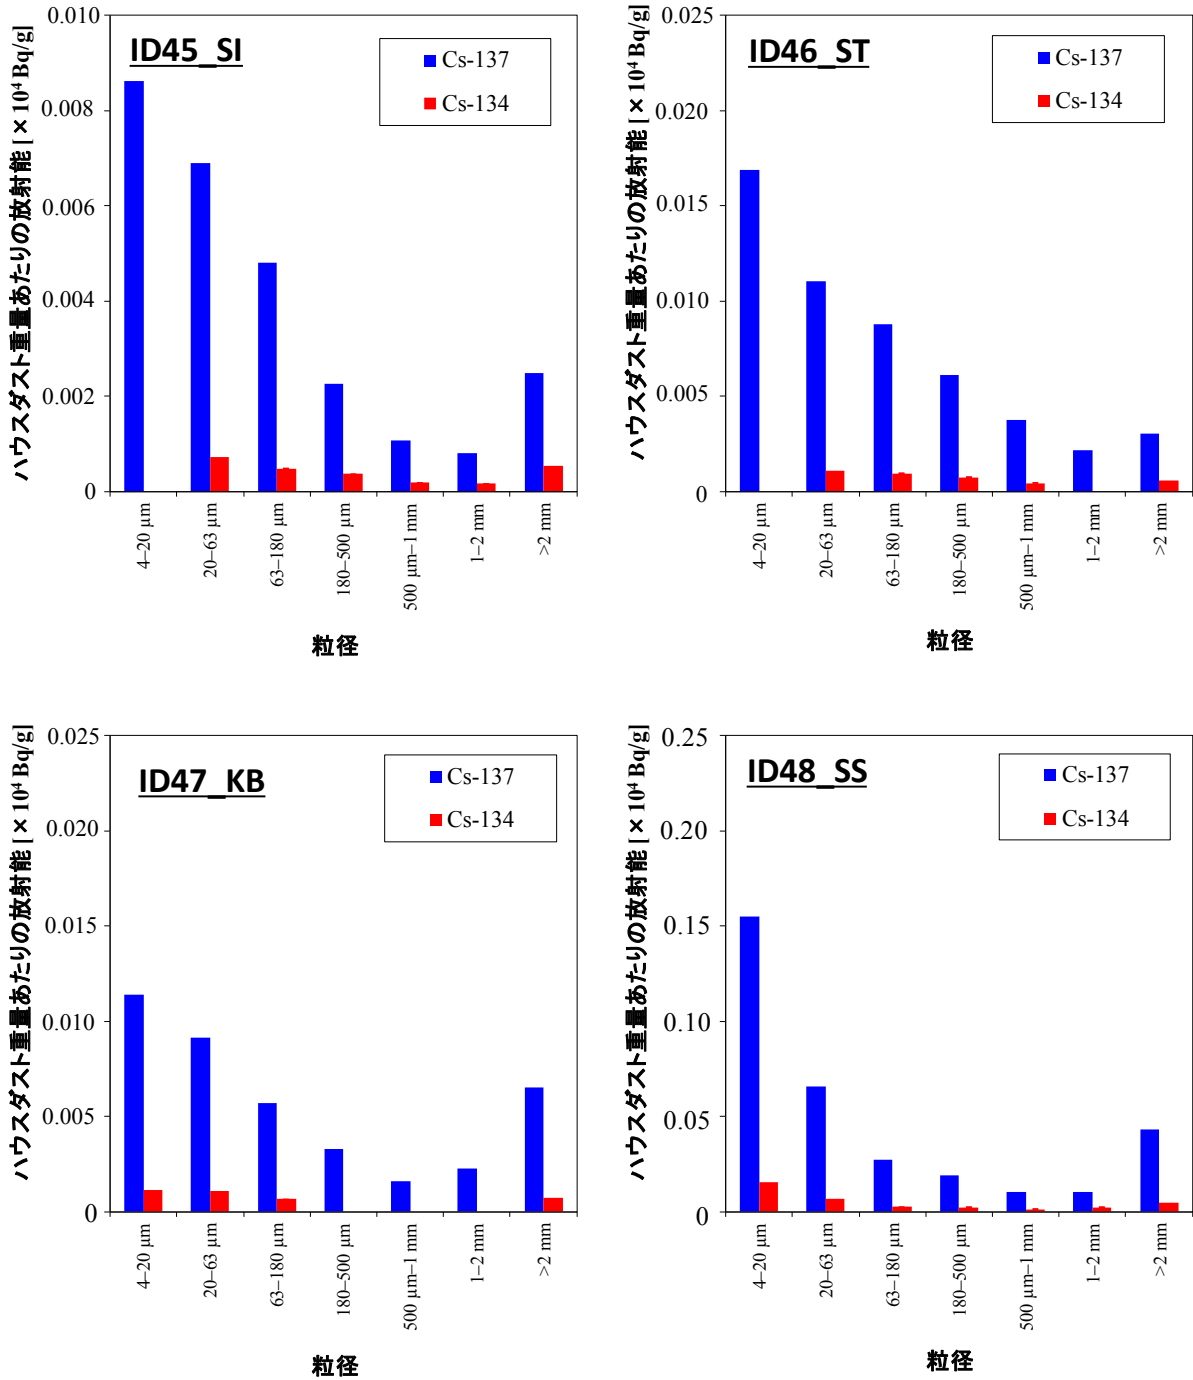 ID45_SI
Cs-137
Cs-134
ハウスダスト重量あたりの放射能 [×10⁴ Bq/g]
0.010
0.008
0.006
0.004
0.002
0
4–20 µm
20–63 µm
63–180 µm
180–500 µm
500 µm–1 mm
1–2 mm
>2 mm
粒径
ID46_ST
Cs-137
Cs-134
ハウスダスト重量あたりの放射能 [×10⁴ Bq/g]
0.025
0.020
0.015
0.010
0.005
0
4–20 µm
20–63 µm
63–180 µm
180–500 µm
500 µm–1 mm
1–2 mm
>2 mm
粒径
ID47_KB
Cs-137
Cs-134
ハウスダスト重量あたりの放射能 [×10⁴ Bq/g]
0.025
0.020
0.015
0.010
0.005
0
4–20 µm
20–63 µm
63–180 µm
180–500 µm
500 µm–1 mm
1–2 mm
>2 mm
粒径
ID48_SS
Cs-137
Cs-134
ハウスダスト重量あたりの放射能 [×10⁴ Bq/g]
0.25
0.20
0.15
0.10
0.05
0
4–20 µm
20–63 µm
63–180 µm
180–500 µm
500 µm–1 mm
1–2 mm
>2 mm
粒径